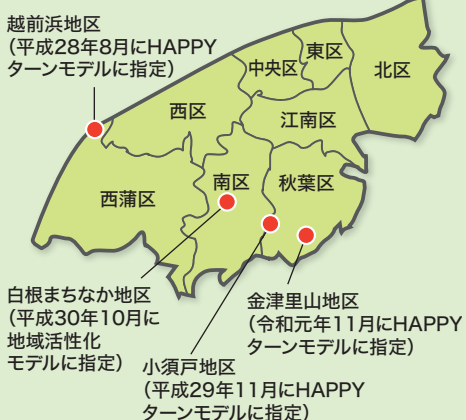 越前浜地区
（平成28年8月にHAPPY
ターンモデルに指定）
東区
中央区
北区
西区
江南区
南区
秋葉区
西蒲区
白根まちなか地区
（平成30年10月に
地域活性化
モデルに指定）
金津里山地区
（令和元年11月にHAPPY
ターンモデルに指定）
小須戸地区
（平成29年11月にHAPPY
ターンモデルに指定）